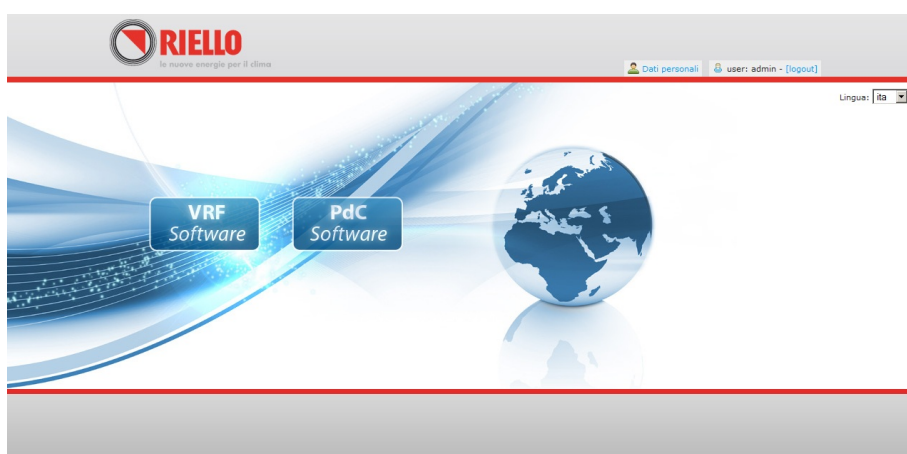 RIELLO
le nuove energie per il clima
Dati personali user: admin - [logout]
Lingua: ita
VRF
Software
PdC
Software